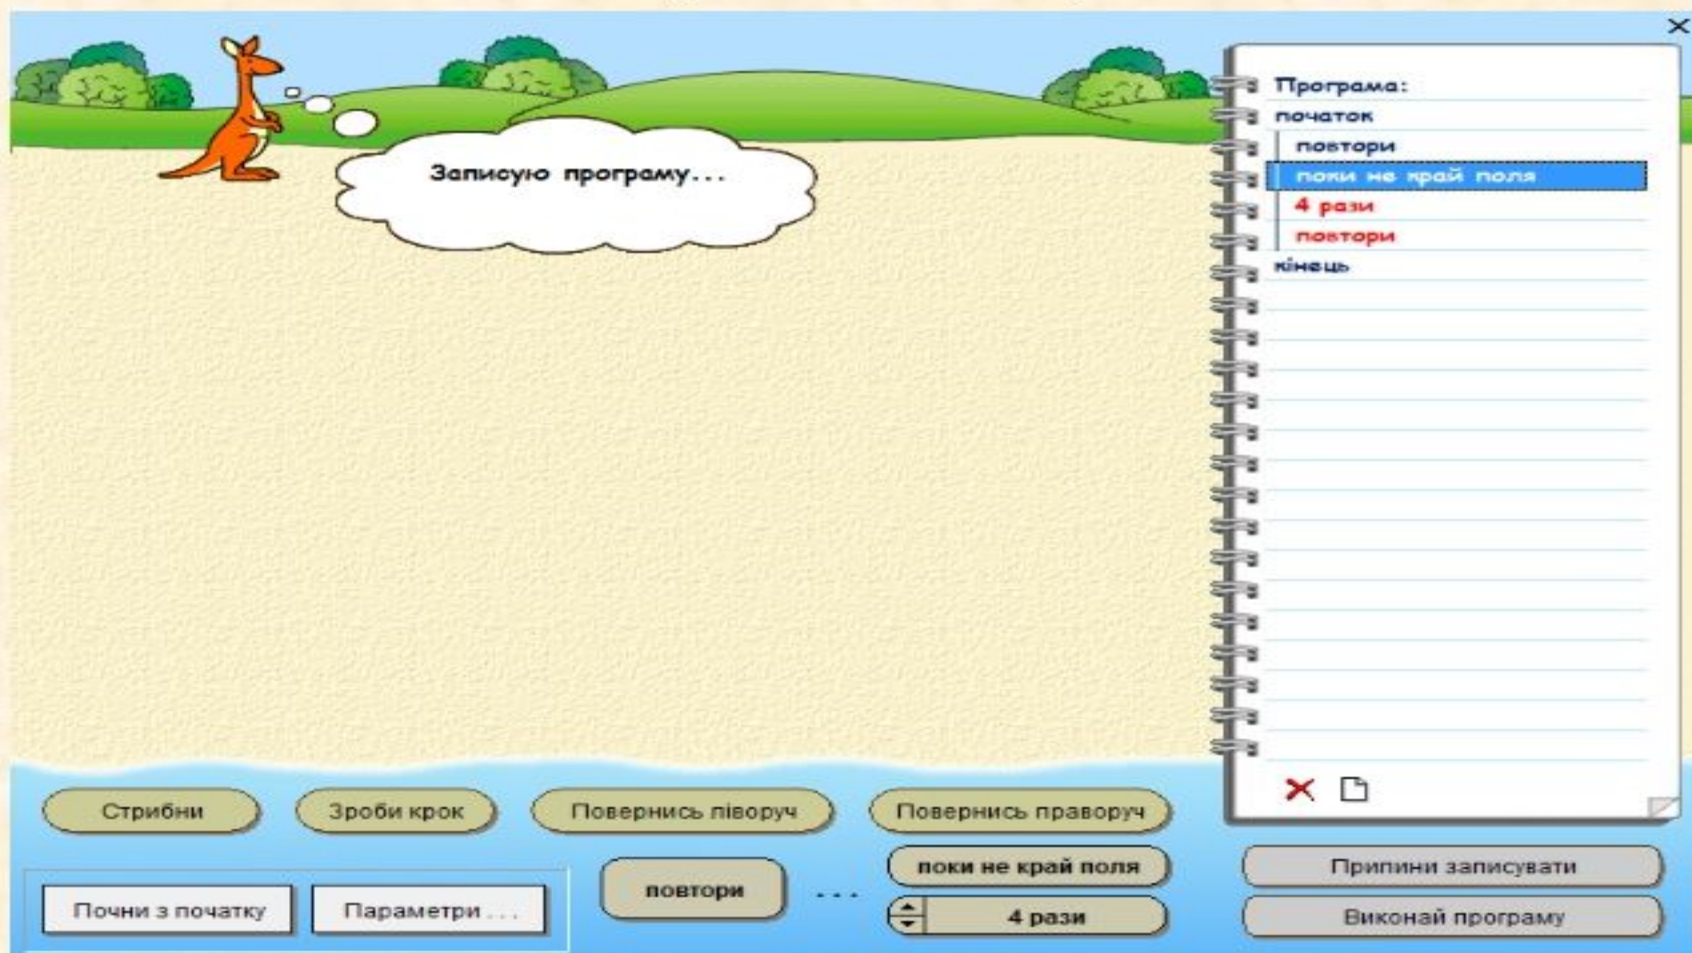 Записую програму...
Програма:
початок
повтори
поки не край поля
4 рази
повтори
кінець
Стрибни
Зроби крок
Повернись ліворуч
Повернись праворуч
Почни з початку
Параметри . . .
повтори
. . .
поки не край поля
4 рази
Припини записувати
Виконай програму